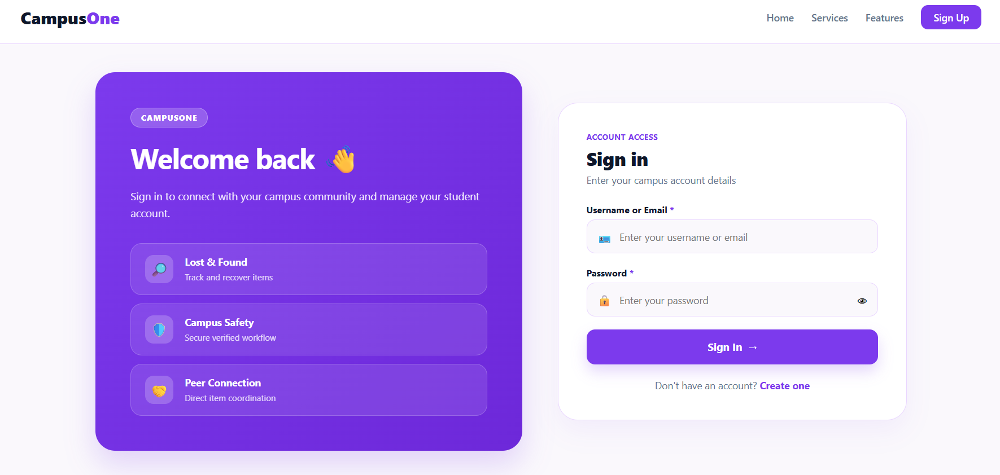 CampusOne
Home
Services
Features
Sign Up
CAMPUSONE
Welcome back 👋
Sign in to connect with your campus community and manage your student
account.
Lost & Found
Track and recover items
Campus Safety
Secure verified workflow
Peer Connection
Direct item coordination
ACCOUNT ACCESS
Sign in
Enter your campus account details
Username or Email *
Enter your username or email
Password *
Enter your password
Sign In →
Don't have an account? Create one